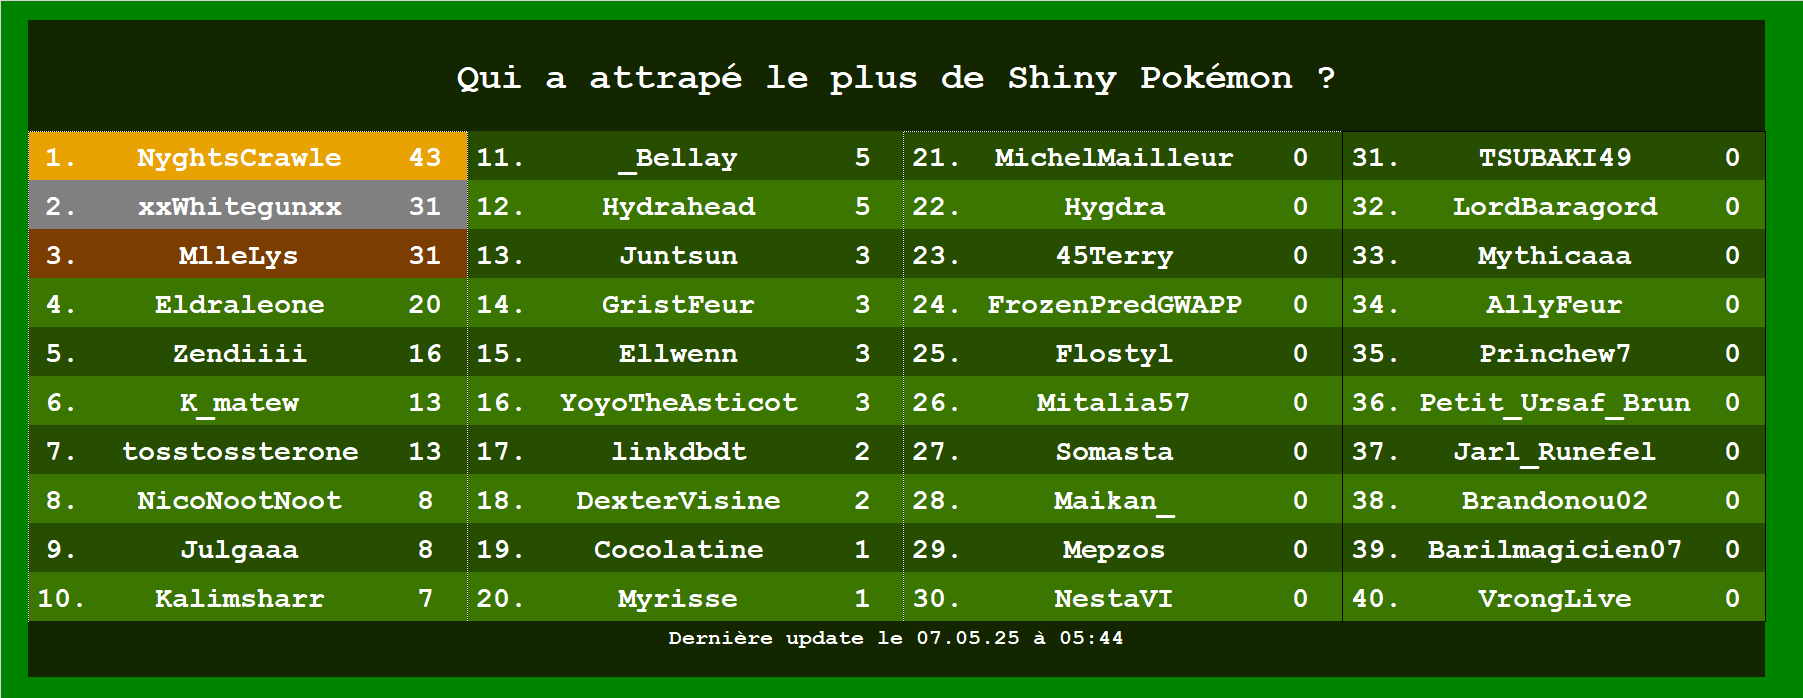 Qui a attrapé le plus de Shiny Pokémon ?
1. NyghtsCrawle 43
2. xxWhitegunxx 31
3. MlleLys 31
4. Eldraleone 20
5. Zendiiii 16
6. K_matew 13
7. tosstossterone 13
8. NicoNootNoot 8
9. Julgaaa 8
10. Kalimsharr 7
11. _Bellay 5
12. Hydrahead 5
13. Juntsun 3
14. GristFeur 3
15. Ellwenn 3
16. YoyoTheAsticot 3
17. linkdbdt 2
18. DexterVisine 2
19. Cocolatine 1
20. Myrisse 1
21. MichelMailleur 0
22. Hygdra 0
23. 45Terry 0
24. FrozenPredGWAPP 0
25. Flostyl 0
26. Mitalia57 0
27. Somasta 0
28. Maikan_ 0
29. Mepzos 0
30. NestaVI 0
31. TSUBAKI49 0
32. LordBaragord 0
33. Mythicaaa 0
34. AllyFeur 0
35. Princhew7 0
36. Petit_Ursaf_Brun 0
37. Jarl_Runefel 0
38. Brandonou02 0
39. Barilmagicien07 0
40. VrongLive 0
Dernière update le 07.05.25 à 05:44